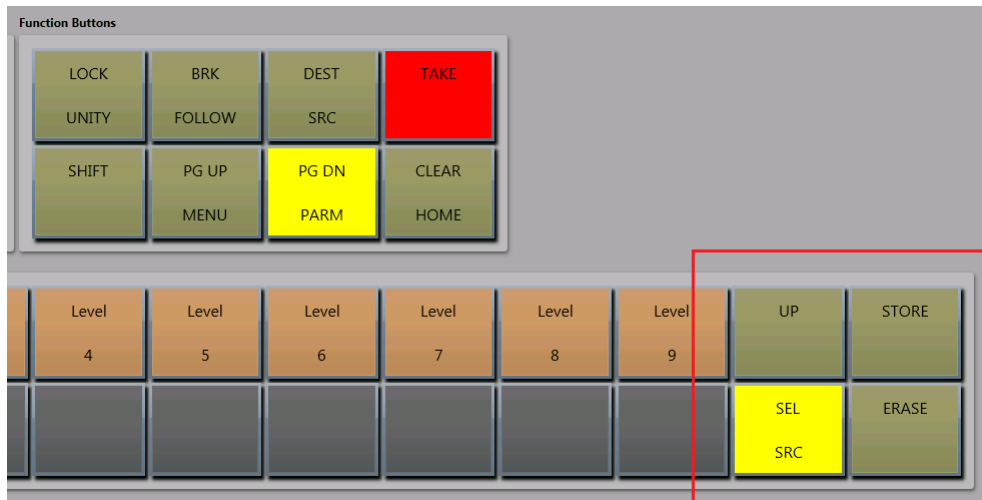 Function Buttons
LOCK BRK DEST TAKE
UNITY FOLLOW SRC
SHIFT PG UP PG DN CLEAR
MENU PARM HOME
Level Level Level Level Level Level UP STORE
4 5 6 7 8 9
SEL ERASE
SRC